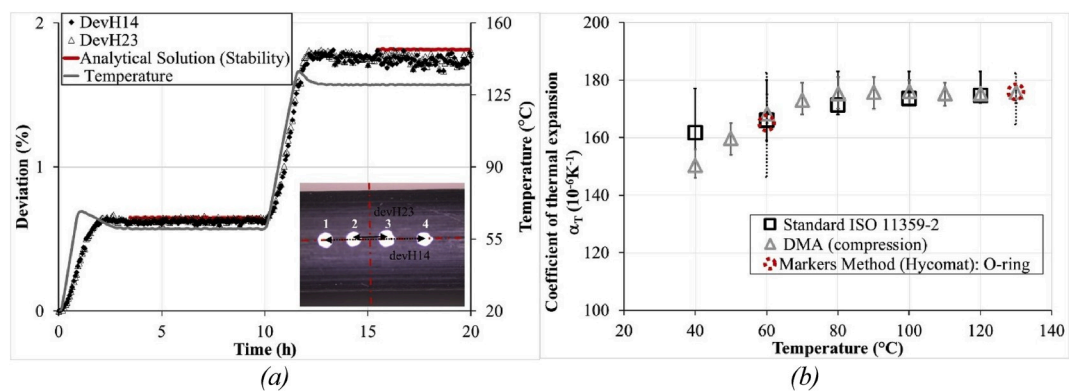 (a)
2
1
0
Deviation (%)
160
125
90
55
20
Temperature (°C)
0
5
10
15
20
Time (h)
DevH14
DevH23
Analytical Solution (Stability)
Temperature
1 2 3 4
devH23
devH14
(a)
(b)
200
180
160
140
120
100
Coefficient of thermal expansion
αT (10-6K-1)
20
40
60
80
100
120
140
Temperature (°C)
Standard ISO 11359-2
DMA (compression)
Markers Method (Hycomat): O-ring
(b)